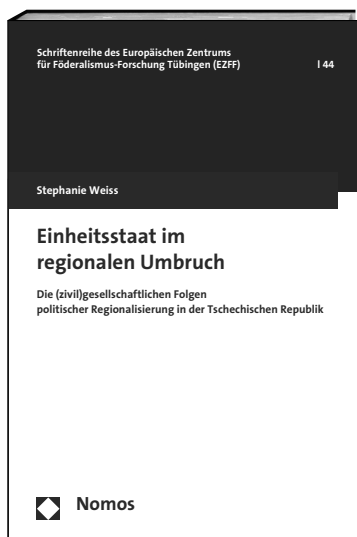 Schriftenreihe des Europäischen Zentrums
für Föderalismus-Forschung Tübingen (EZFF) | 44
Stephanie Weiss
Einheitsstaat im
regionalen Umbruch
Die (zivil)gesellschaftlichen Folgen
politischer Regionalisierung in der Tschechischen Republik
Nomos